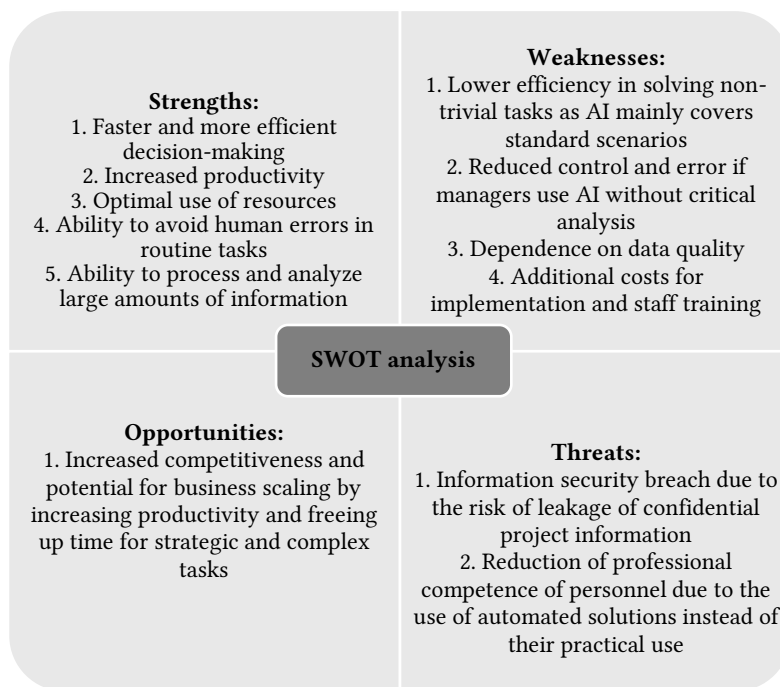 Strengths:
1. Faster and more efficient
decision-making
2. Increased productivity
3. Optimal use of resources
4. Ability to avoid human errors in
routine tasks
5. Ability to process and analyze
large amounts of information
Weaknesses:
1. Lower efficiency in solving non-
trivial tasks as AI mainly covers
standard scenarios
2. Reduced control and error if
managers use AI without critical
analysis
3. Dependence on data quality
4. Additional costs for
implementation and staff training
SWOT analysis
Opportunities:
1. Increased competitiveness and
potential for business scaling by
increasing productivity and freeing
up time for strategic and complex
tasks
Threats:
1. Information security breach due to
the risk of leakage of confidential
project information
2. Reduction of professional
competence of personnel due to the
use of automated solutions instead of
their practical use